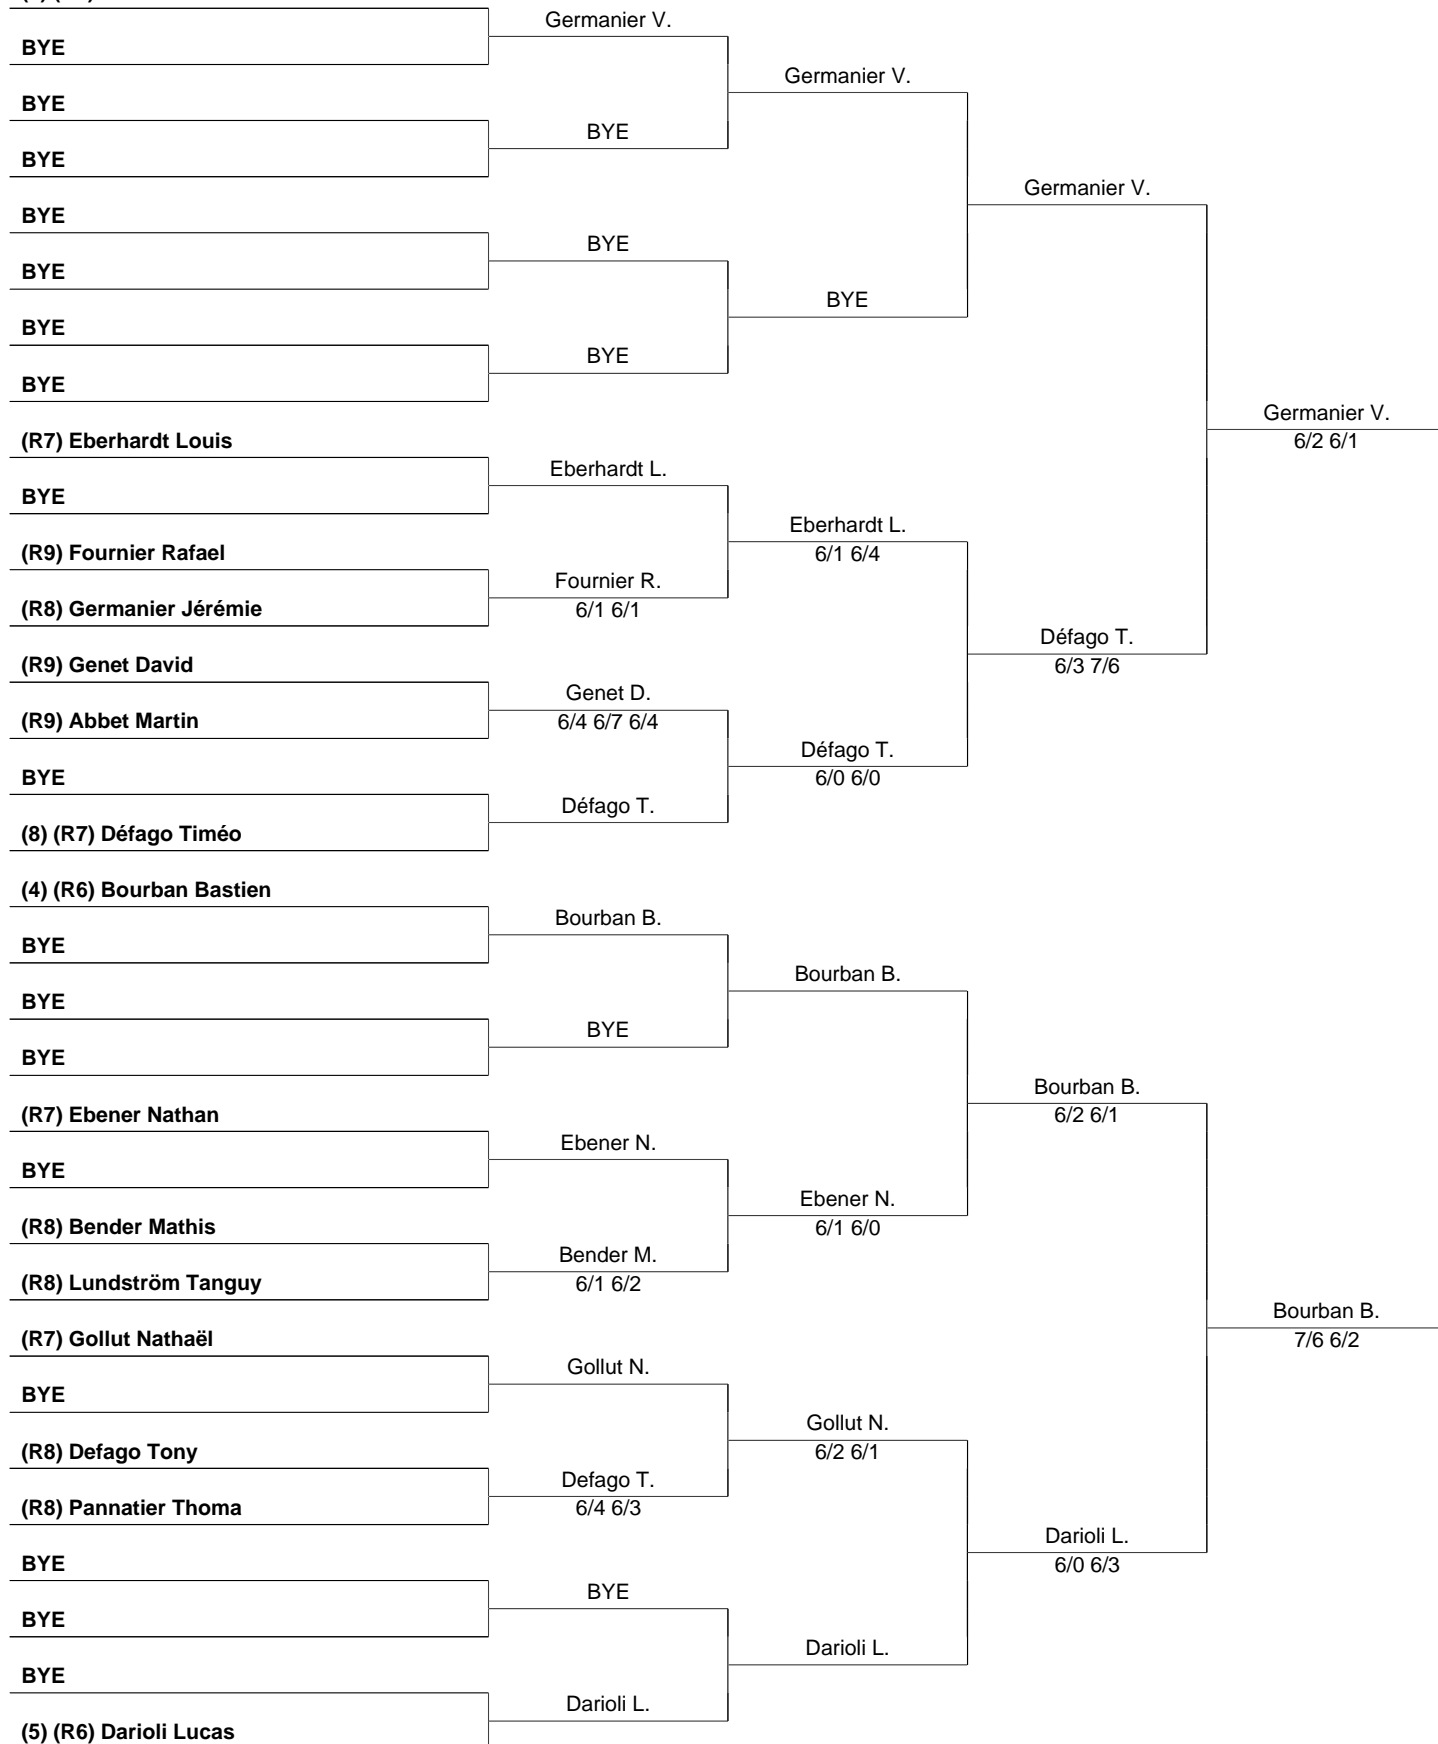 BYE
BYE
BYE
BYE
BYE
BYE
BYE
(R7) Eberhardt Louis
BYE
(R9) Fournier Rafael
(R8) Germanier Jérémie
(R9) Genet David
(R9) Abbet Martin
BYE
(8) (R7) Défago Timéo
(4) (R6) Bourban Bastien
BYE
BYE
BYE
(R7) Ebener Nathan
BYE
(R8) Bender Mathis
(R8) Lundström Tanguy
(R7) Gollut Nathaël
BYE
(R8) Defago Tony
(R8) Pannatier Thoma
BYE
BYE
BYE
(5) (R6) Darioli Lucas
Germanier V.
BYE
BYE
BYE
Eberhardt L.
Fournier R.
6/1 6/1
Genet D.
6/4 6/7 6/4
Défago T.
Bourban B.
BYE
Ebener N.
Bender M.
6/1 6/2
Gollut N.
Defago T.
6/4 6/3
BYE
Darioli L.
Germanier V.
BYE
Eberhardt L.
6/1 6/4
Défago T.
6/0 6/0
Bourban B.
Ebener N.
6/1 6/0
Gollut N.
6/2 6/1
Darioli L.
Germanier V.
Défago T.
6/3 7/6
Bourban B.
6/2 6/1
Darioli L.
6/0 6/3
Germanier V.
6/2 6/1
Bourban B.
7/6 6/2